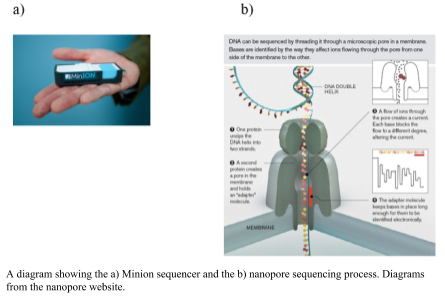 a)
b)
MinION
DNA can be sequenced by threading it through a microscopic pore in a membrane.
Bases are identified by the way they affect ions flowing through the pore from one
side of the membrane to the other.
DNA DOUBLE
HELIX
1 One protein
unzips the
DNA helix into
two strands.
2 A second
protein creates
a pore in the
membrane
and holds
an "adapter"
molecule.
3 A flow of ions through
the pore creates a current.
Each base blocks the
flow to a different degree,
altering the current.
4 The adapter molecule
keeps bases in place long
enough for them to be
identified electronically.
MEMBRANE
A diagram showing the a) Minion sequencer and the b) nanopore sequencing process. Diagrams
from the nanopore website.